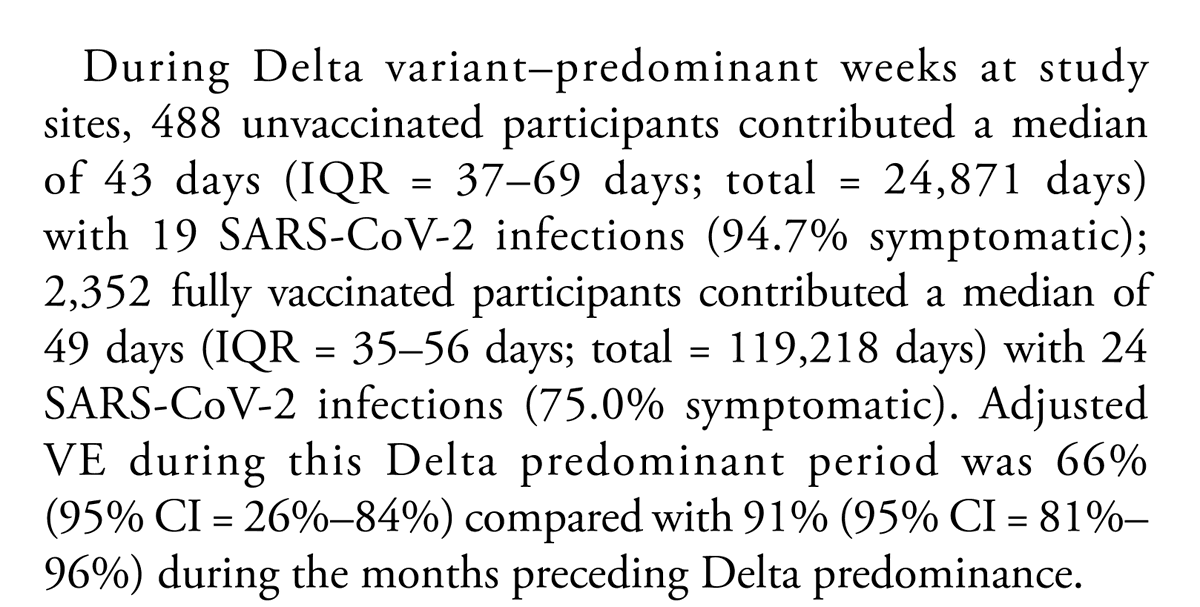 During Delta variant–predominant weeks at study
sites, 488 unvaccinated participants contributed a median
of 43 days (IQR = 37–69 days; total = 24,871 days)
with 19 SARS-CoV-2 infections (94.7% symptomatic);
2,352 fully vaccinated participants contributed a median of
49 days (IQR = 35–56 days; total = 119,218 days) with 24
SARS-CoV-2 infections (75.0% symptomatic). Adjusted
VE during this Delta predominant period was 66%
(95% CI = 26%–84%) compared with 91% (95% CI = 81%–
96%) during the months preceding Delta predominance.